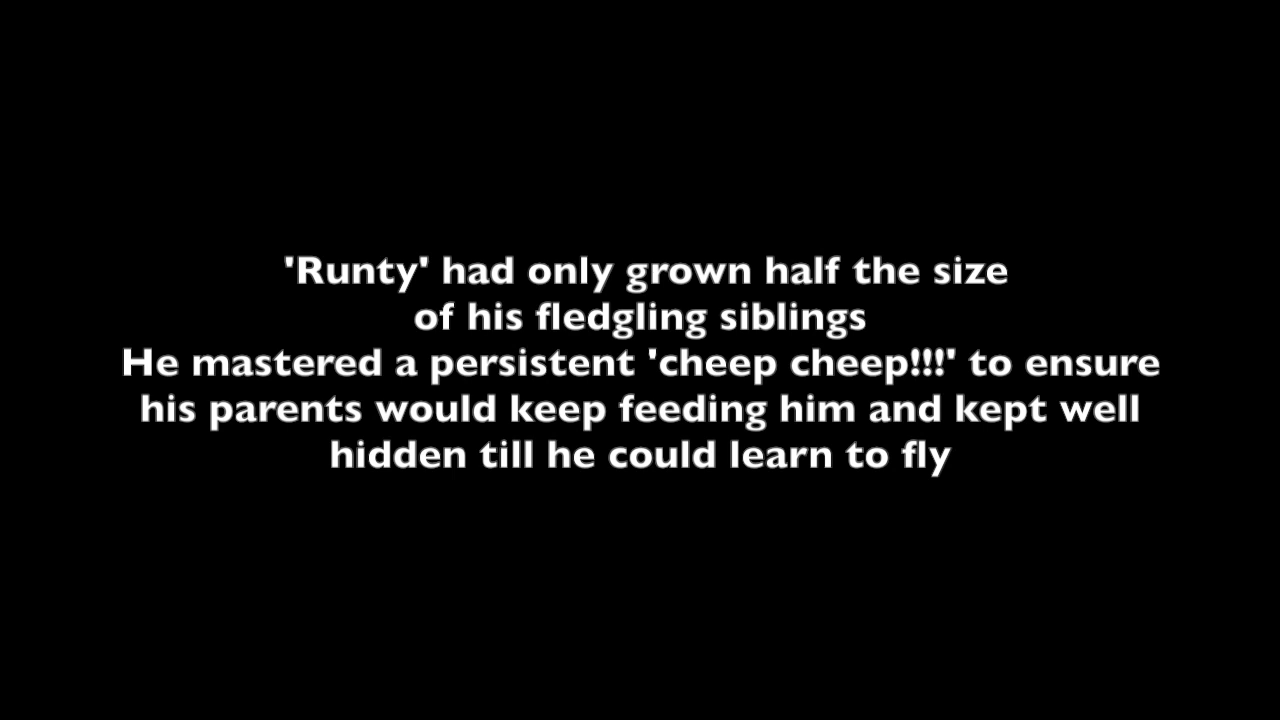 'Runty' had only grown half the size
of his fledgling siblings
He mastered a persistent 'cheep cheep!!!' to ensure
his parents would keep feeding him and kept well
hidden till he could learn to fly